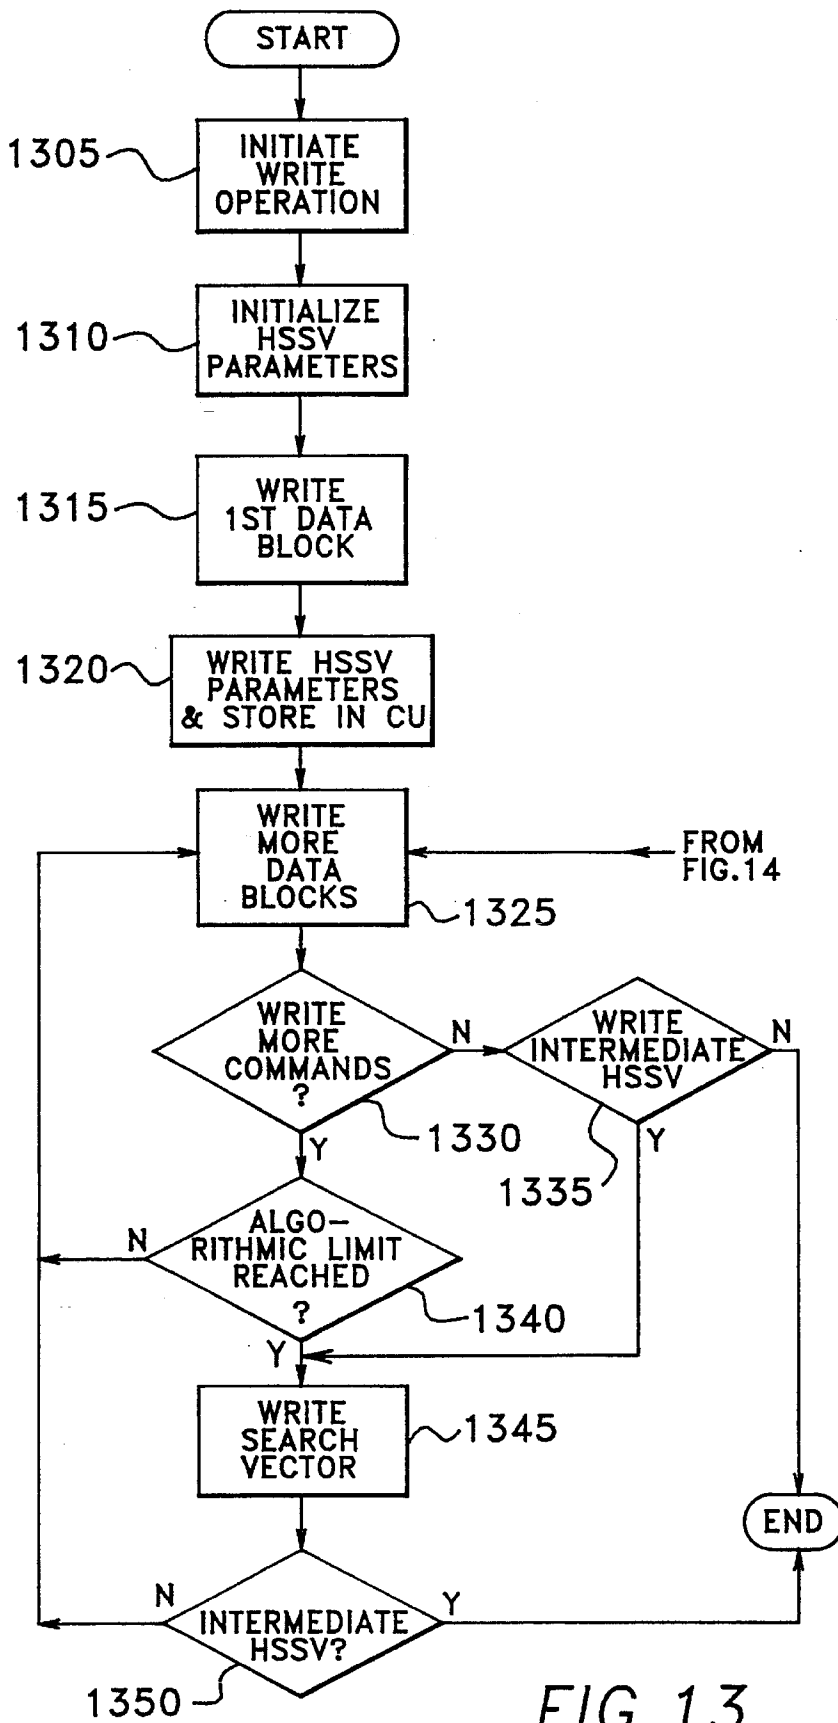 START
1305
INITIATE
WRITE
OPERATION
1310
INITIALIZE
HSSV
PARAMETERS
1315
WRITE
1ST DATA
BLOCK
1320
WRITE HSSV
PARAMETERS
& STORE IN CU
WRITE
MORE
DATA
BLOCKS
FROM
FIG.14
1325
WRITE
MORE
COMMANDS
?
N
1330
Y
WRITE
INTERMEDIATE
HSSV
N
1335
Y
ALGO-
RITHMIC LIMIT
REACHED
?
N
1340
Y
WRITE
SEARCH
VECTOR
1345
END
N
INTERMEDIATE
HSSV?
Y
1350
FIG.13